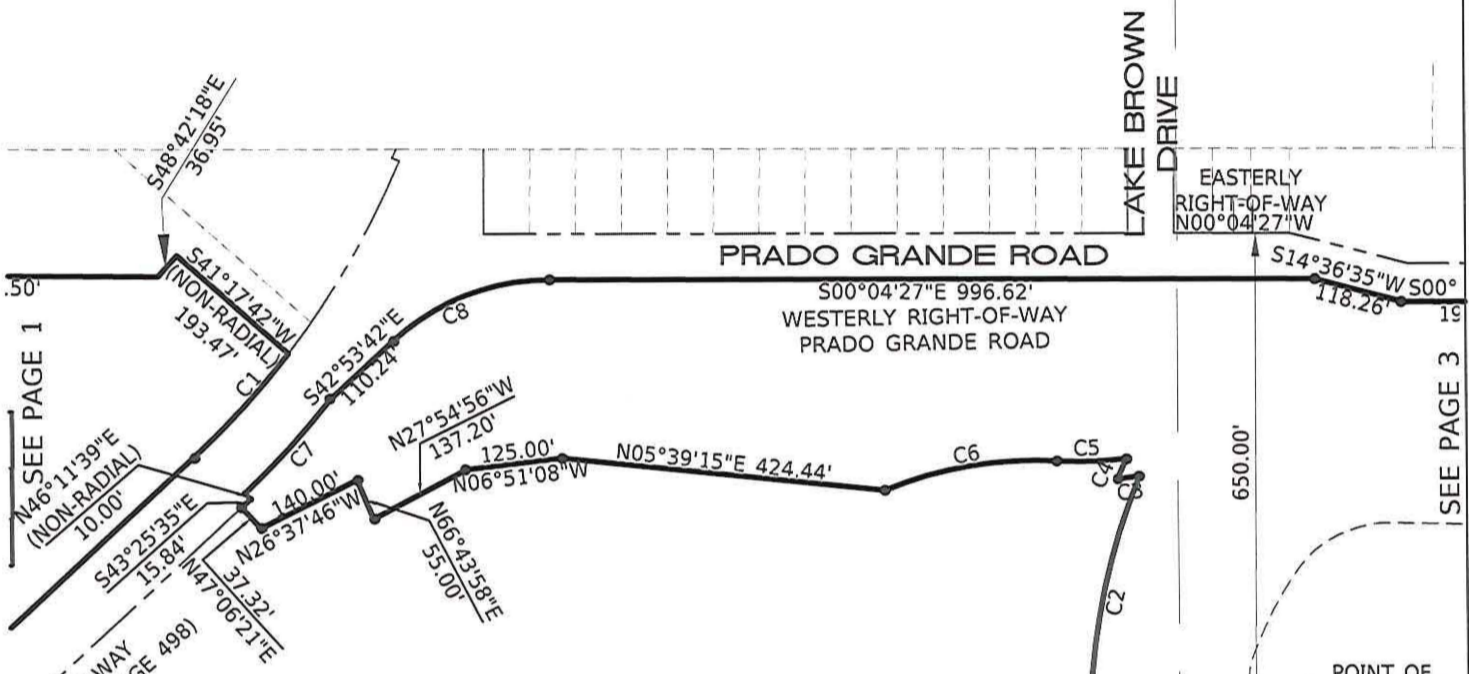 LAKE BROWN
DRIVE
S48°42'18"E
36.95'
EASTERLY
RIGHT-OF-WAY
N00°04'27"W
PRADO GRANDE ROAD
S41°17'42"W
(NON-RADIAL)
193.47'
S14°36'35"W
118.26'
S00°
19
.50'
S00°04'27"E 996.62'
WESTERLY RIGHT-OF-WAY
PRADO GRANDE ROAD
C8
SEE PAGE 1
C1
S42°53'42"E
110.24'
N27°54'56"W
137.20'
SEE PAGE 3
N46°11'39"E
(NON-RADIAL)
10.00'
C7
125.00'
N06°51'08"W
N05°39'15"E 424.44'
C6
C5
C4
C3
650.00'
140.00'
N26°37'46"W
S43°25'35"E
15.84'
37.32'
N47°06'21"E
N66°43'58"E
55.00'
C2
WAY
GE 498)
POINT OF